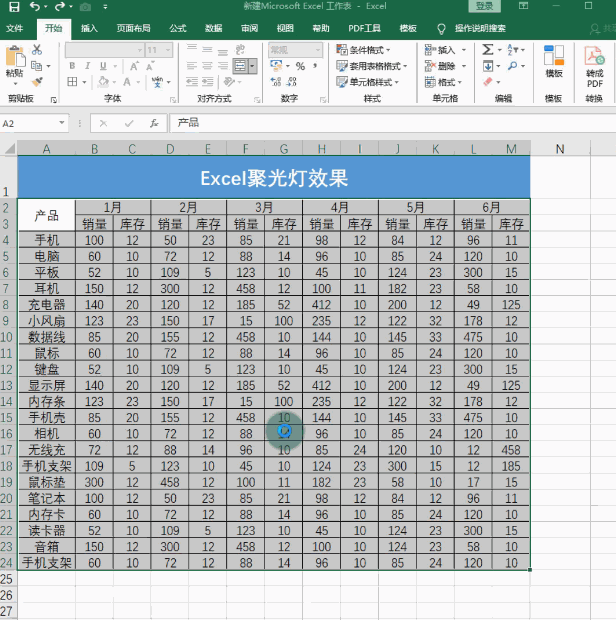 新建Microsoft Excel 工作表 - Excel 登录
文件 开始 插入 页面布局 公式 数据 审阅 视图 帮助 PDF工具 模板 操作说明搜索
粘贴 11 常规 条件格式 套用表格格式 单元格样式 插入 删除 格式 模板 转成 PDF
剪贴板 字体 对齐方式 数字 样式 单元格 编辑 模板 转换
A2 fx 产品
A B C D E F G H I J K L M N
1 Excel聚光灯效果
2 产品 1月 2月 3月 4月 5月 6月
3 销量 库存 销量 库存 销量 库存 销量 库存 销量 库存 销量 库存
4 手机 100 12 50 23 85 21 98 12 84 12 96 11
5 电脑 60 10 72 12 88 14 96 10 85 24 120 10
6 平板 52 10 109 5 123 10 45 10 124 23 300 15
7 耳机 150 12 300 12 458 12 100 11 182 23 58 10
8 充电器 140 20 120 12 185 52 412 10 200 12 49 125
9 小风扇 123 23 150 17 15 100 235 12 122 32 178 12
10 数据线 85 20 155 12 458 10 144 10 145 33 475 10
11 鼠标 60 10 72 12 88 14 96 10 85 24 120 10
12 键盘 52 10 109 5 123 10 45 10 124 23 300 15
13 显示屏 140 20 120 12 185 52 412 10 200 12 49 125
14 内存条 123 23 150 17 15 100 235 12 122 32 178 12
15 手机壳 85 20 155 12 458 10 144 10 145 33 475 10
16 相机 60 10 72 12 88 96 10 85 24 120 10
17 无线充 72 12 88 14 96 10 85 24 120 10 12 458
18 手机支架 109 5 123 10 45 10 124 23 300 15 12 185
19 鼠标垫 300 12 458 12 100 11 182 23 58 10 17 15
20 笔记本 100 12 50 23 85 21 98 12 84 12 96 11
21 内存卡 60 10 72 12 88 14 96 10 85 24 120 10
22 读卡器 52 10 109 5 123 10 45 10 124 23 300 15
23 音箱 150 12 300 12 458 12 100 10 124 23 58 10
24 手机支架 60 10 72 12 88 14 96 10 85 24 120 10
25
26
27